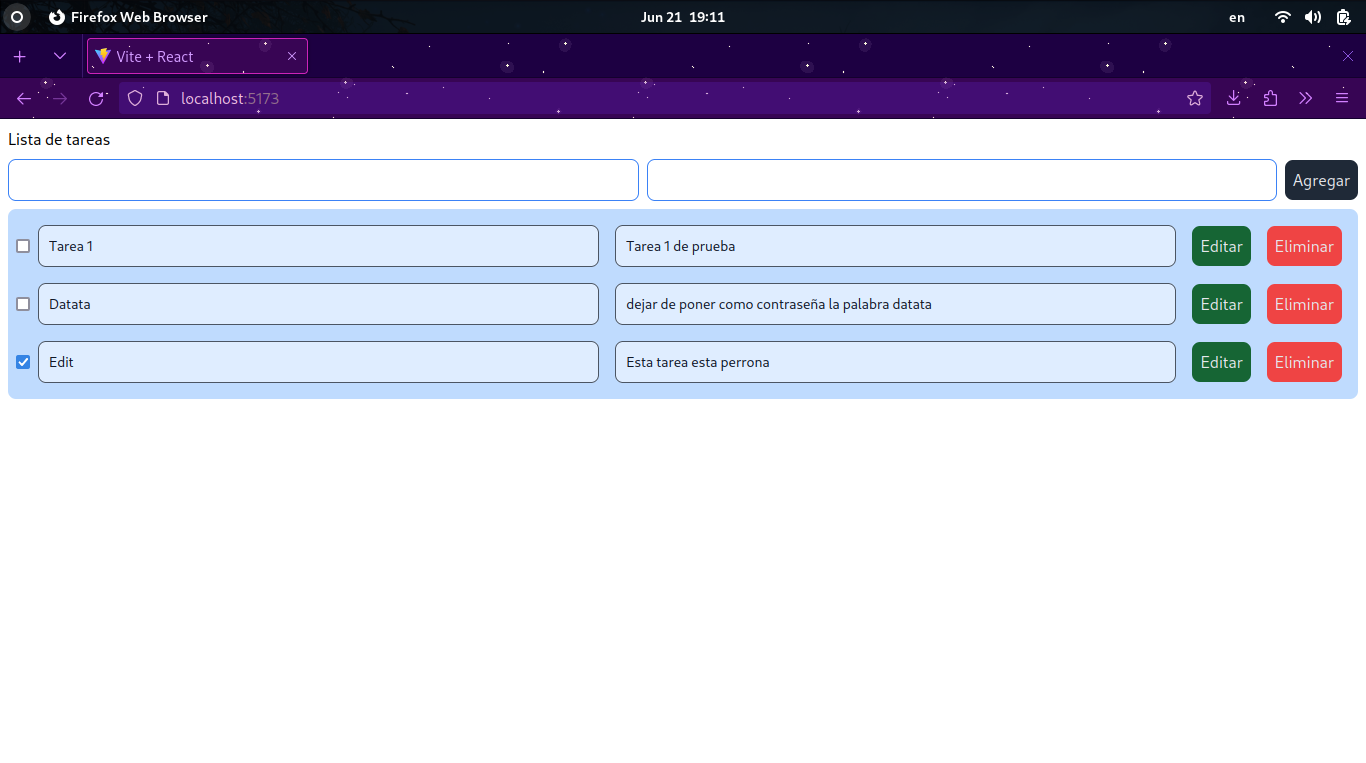 Firefox Web Browser Jun 21 19:11 en
Vite + React
localhost:5173
Lista de tareas
Agregar
Tarea 1 Tarea 1 de prueba Editar Eliminar
Datata dejar de poner como contraseña la palabra datata Editar Eliminar
Edit Esta tarea esta perrona Editar Eliminar